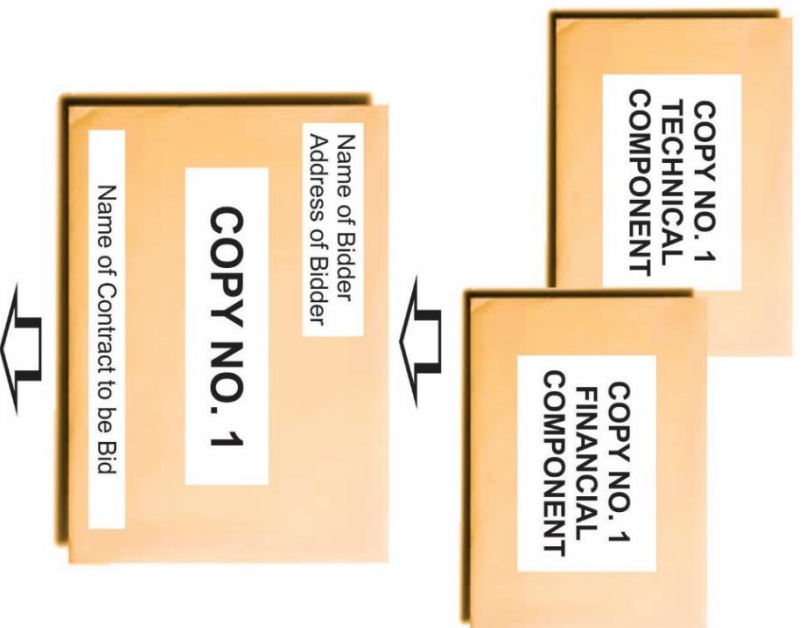 COPY NO. 1
TECHNICAL
COMPONENT
COPY NO. 1
FINANCIAL
COMPONENT
Name of Bidder
Address of Bidder
COPY NO. 1
Name of Contract to be Bid